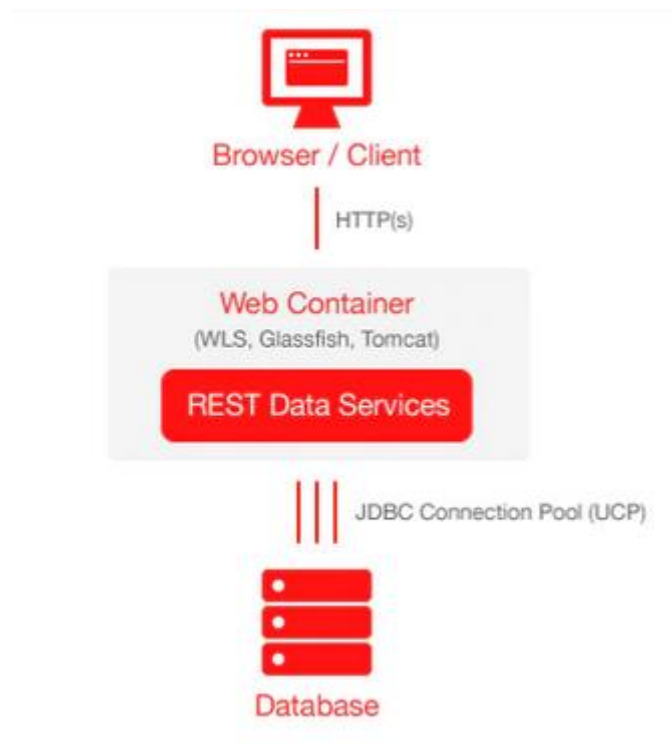 Browser / Client
HTTP(s)
Web Container
(WLS, Glassfish, Tomcat)
REST Data Services
JDBC Connection Pool (UCP)
Database